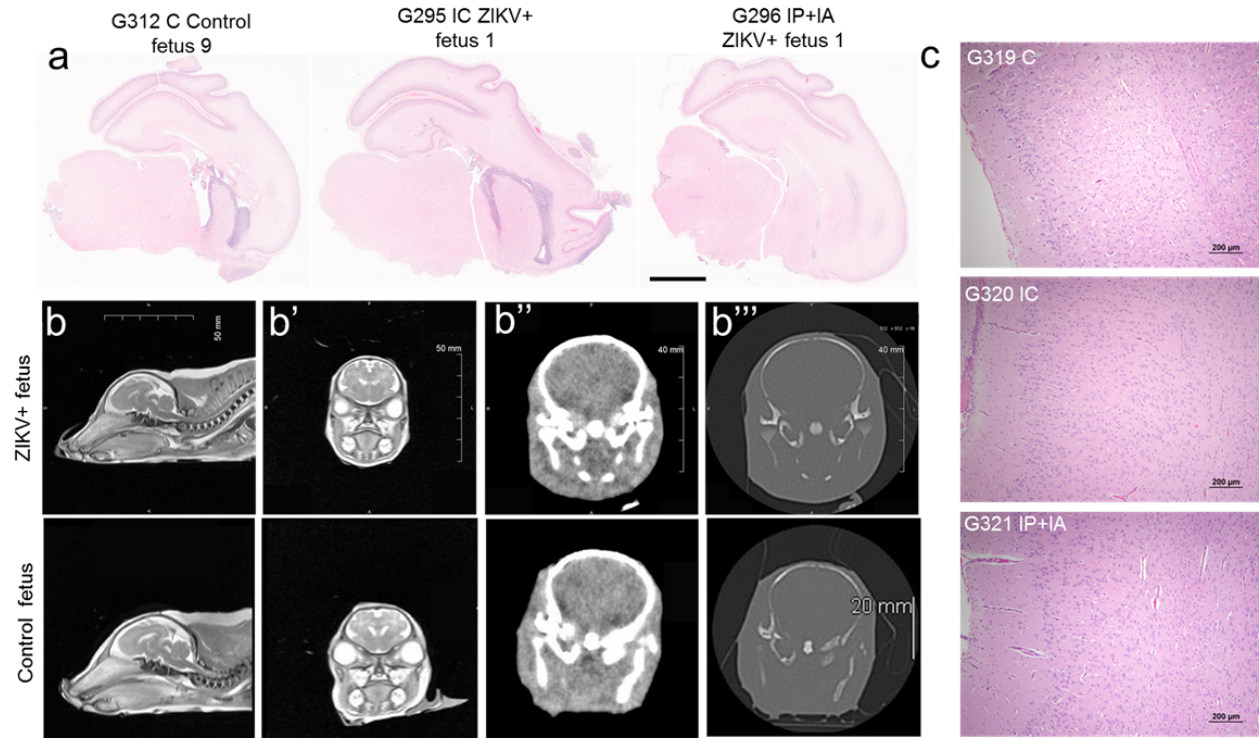 G312 C Control
fetus 9
G295 IC ZIKV+
fetus 1
G296 IP+IA
ZIKV+ fetus 1
a
c
G319 C
200 µm
G320 IC
200 µm
G321 IP+IA
200 µm
ZIKV+ fetus
b
50 mm
b'
50 mm
b''
40 mm
b'''
40 mm
Control fetus
20 mm